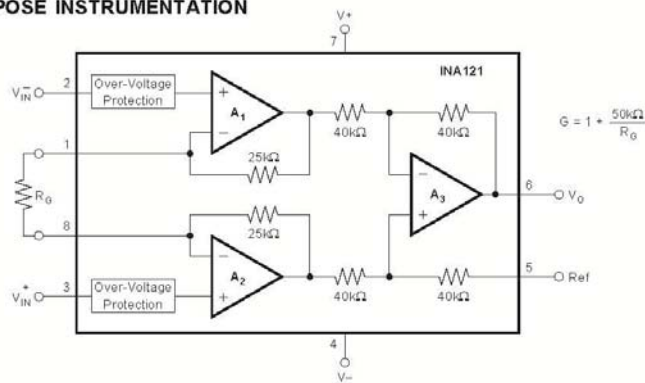 POSE INSTRUMENTATION
V+
7
INA121
2
V−IN
Over-Voltage
Protection
+
A1
−
40kΩ
40kΩ
G = 1 + 50kΩ
RG
1
25kΩ
RG
−
A3
+
6
VO
8
25kΩ
−
A2
+
3
V+IN
Over-Voltage
Protection
40kΩ
40kΩ
5
Ref
4
V−